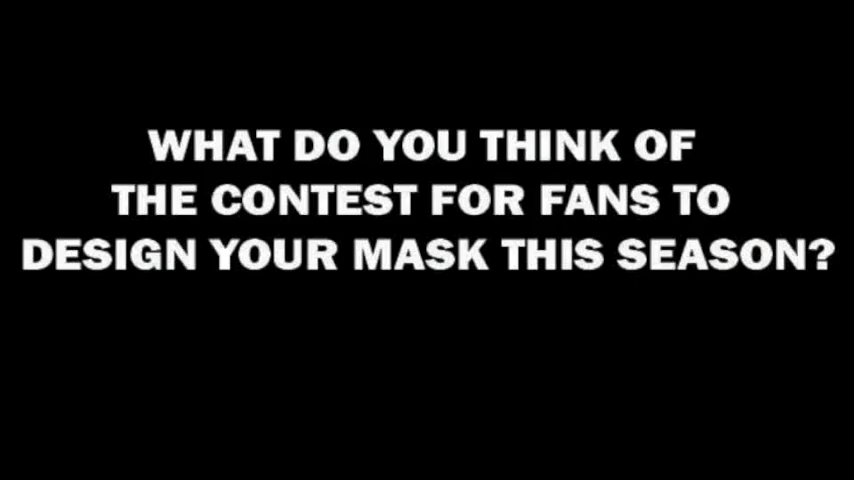 WHAT DO YOU THINK OF
THE CONTEST FOR FANS TO
DESIGN YOUR MASK THIS SEASON?